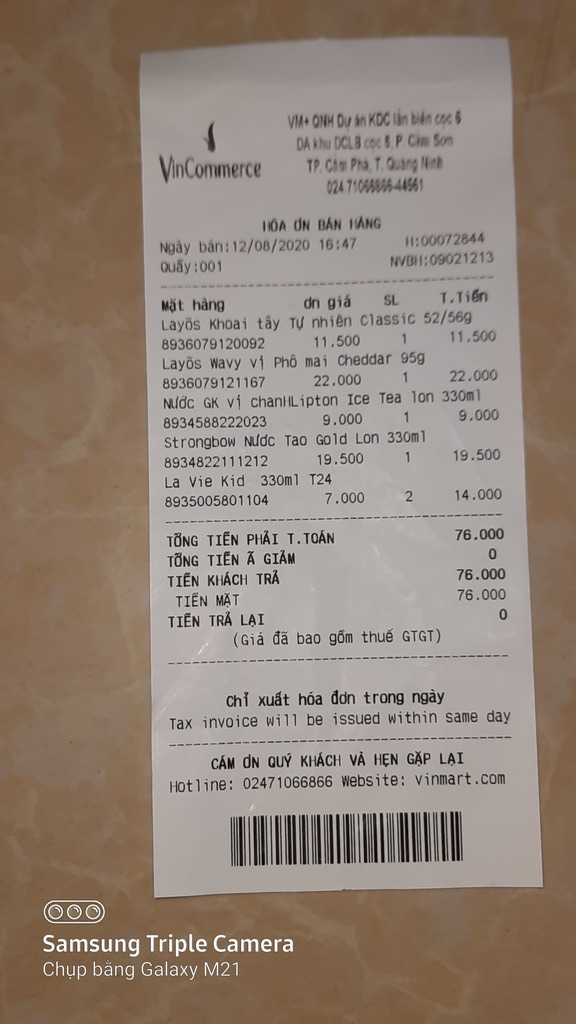 VinCommerce
VM+ QNH Dự án KDC lấn biển cọc 6
DA khu DCLB cọc 6, P. Cẩm Sơn
TP. Cẩm Phả, T. Quảng Ninh
024.71066866-44561
HÓA ƠN BÁN HÀNG
Ngày bán:12/08/2020 16:47 H:00072844
Quầy:001 NVBH:09021213
Mặt hàng ơn giá SL T.Tiền
Layõs Khoai tây Tự nhiên Classic 52/56g
8936079120092 11.500 1 11.500
Layõs Wavy vị Phô mai Cheddar 95g
8936079121167 22.000 1 22.000
Nước GK vị chanHLipton Ice Tea lon 330ml
8934588222023 9.000 1 9.000
Strongbow Nước Tao Gold Lon 330ml
8934822111212 19.500 1 19.500
La Vie Kid 330ml T24
8935005801104 7.000 2 14.000
TỔNG TIỀN PHẢI T.TOÁN 76.000
TỔNG TIỀN Ã GIẢM 0
TIỀN KHÁCH TRẢ 76.000
TIỀN MẶT 76.000
TIỀN TRẢ LẠI 0
(Giá đã bao gồm thuế GTGT)
Chỉ xuất hóa đơn trong ngày
Tax invoice will be issued within same day
CẢM ƠN QUÝ KHÁCH VÀ HẸN GẶP LẠI
Hotline: 02471066866 Website: vinmart.com
Samsung Triple Camera
Chụp bằng Galaxy M21